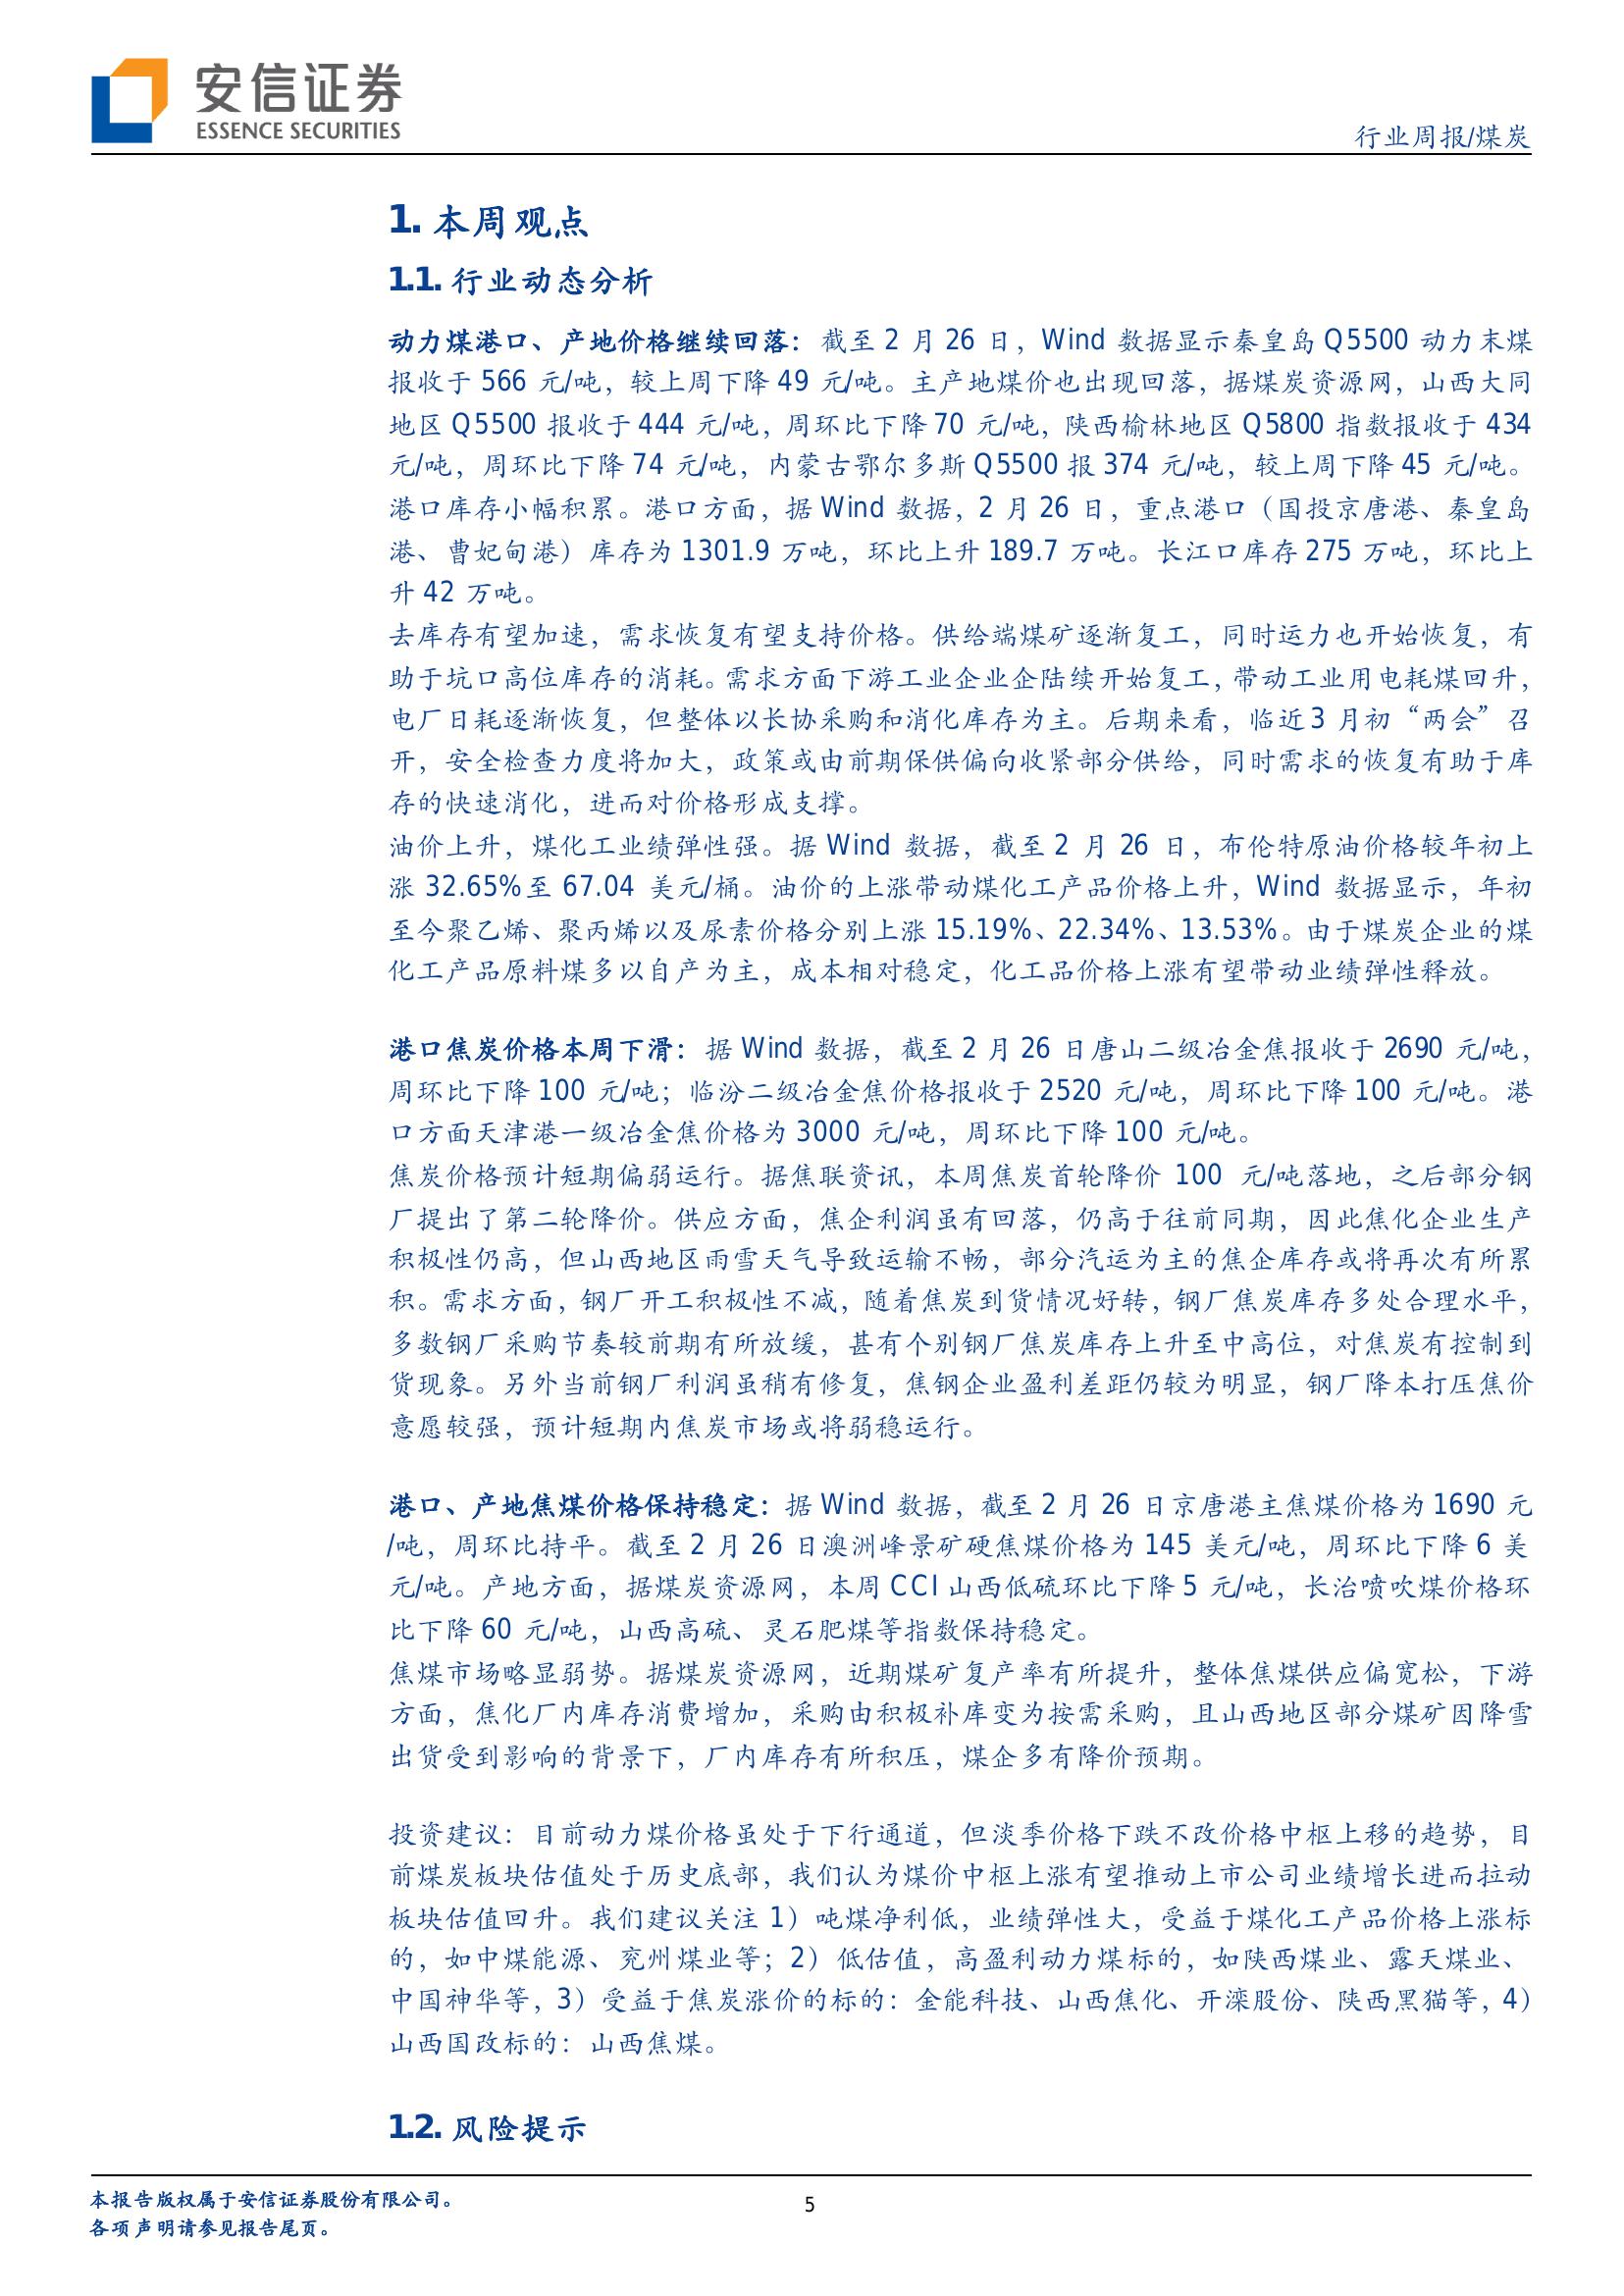 安信证券
ESSENCE SECURITIES
行业周报/煤炭
1. 本周观点
1.1. 行业动态分析
动力煤港口、产地价格继续回落：截至 2 月 26 日，Wind 数据显示秦皇岛 Q5500 动力末煤
报收于 566 元/吨，较上周下降 49 元/吨。主产地煤价也出现回落，据煤炭资源网，山西大同
地区 Q5500 报收于 444 元/吨，周环比下降 70 元/吨，陕西榆林地区 Q5800 指数报收于 434
元/吨，周环比下降 74 元/吨，内蒙古鄂尔多斯 Q5500 报 374 元/吨，较上周下降 45 元/吨。
港口库存小幅积累。港口方面，据 Wind 数据，2 月 26 日，重点港口（国投京唐港、秦皇岛
港、曹妃甸港）库存为 1301.9 万吨，环比上升 189.7 万吨。长江口库存 275 万吨，环比上
升 42 万吨。
去库存有望加速，需求恢复有望支持价格。供给端煤矿逐渐复工，同时运力也开始恢复，有
助于坑口高位库存的消耗。需求方面下游工业企业企陆续开始复工，带动工业用电耗煤回升，
电厂日耗逐渐恢复，但整体以长协采购和消化库存为主。后期来看，临近 3 月初“两会”召
开，安全检查力度将加大，政策或由前期保供偏向收紧部分供给，同时需求的恢复有助于库
存的快速消化，进而对价格形成支撑。
油价上升，煤化工业绩弹性强。据 Wind 数据，截至 2 月 26 日，布伦特原油价格较年初上
涨 32.65%至 67.04 美元/桶。油价的上涨带动煤化工产品价格上升，Wind 数据显示，年初
至今聚乙烯、聚丙烯以及尿素价格分别上涨 15.19%、22.34%、13.53%。由于煤炭企业的煤
化工产品原料煤多以自产为主，成本相对稳定，化工品价格上涨有望带动业绩弹性释放。
港口焦炭价格本周下滑：据 Wind 数据，截至 2 月 26 日唐山二级冶金焦报收于 2690 元/吨，
周环比下降 100 元/吨；临汾二级冶金焦价格报收于 2520 元/吨，周环比下降 100 元/吨。港
口方面天津港一级冶金焦价格为 3000 元/吨，周环比下降 100 元/吨。
焦炭价格预计短期偏弱运行。据焦联资讯，本周焦炭首轮降价 100 元/吨落地，之后部分钢
厂提出了第二轮降价。供应方面，焦企利润虽有回落，仍高于往前同期，因此焦化企业生产
积极性仍高，但山西地区雨雪天气导致运输不畅，部分汽运为主的焦企库存或将再次有所累
积。需求方面，钢厂开工积极性不减，随着焦炭到货情况好转，钢厂焦炭库存多处合理水平，
多数钢厂采购节奏较前期有所放缓，甚有个别钢厂焦炭库存上升至中高位，对焦炭有控制到
货现象。另外当前钢厂利润虽稍有修复，焦钢企业盈利差距仍较为明显，钢厂降本打压焦价
意愿较强，预计短期内焦炭市场或将弱稳运行。
港口、产地焦煤价格保持稳定：据 Wind 数据，截至 2 月 26 日京唐港主焦煤价格为 1690 元
/吨，周环比持平。截至 2 月 26 日澳洲峰景矿硬焦煤价格为 145 美元/吨，周环比下降 6 美
元/吨。产地方面，据煤炭资源网，本周 CCI 山西低硫环比下降 5 元/吨，长治喷吹煤价格环
比下降 60 元/吨，山西高硫、灵石肥煤等指数保持稳定。
焦煤市场略显弱势。据煤炭资源网，近期煤矿复产率有所提升，整体焦煤供应偏宽松，下游
方面，焦化厂内库存消费增加，采购由积极补库变为按需采购，且山西地区部分煤矿因降雪
出货受到影响的背景下，厂内库存有所积压，煤企多有降价预期。
投资建议：目前动力煤价格虽处于下行通道，但淡季价格下跌不改价格中枢上移的趋势，目
前煤炭板块估值处于历史底部，我们认为煤价中枢上涨有望推动上市公司业绩增长进而拉动
板块估值回升。我们建议关注 1）吨煤净利低，业绩弹性大，受益于煤化工产品价格上涨标
的，如中煤能源、兖州煤业等；2）低估值，高盈利动力煤标的，如陕西煤业、露天煤业、
中国神华等，3）受益于焦炭涨价的标的：金能科技、山西焦化、开滦股份、陕西黑猫等，4）
山西国改标的：山西焦煤。
1.2. 风险提示
本报告版权属于安信证券股份有限公司。
各项声明请参见报告尾页。
5